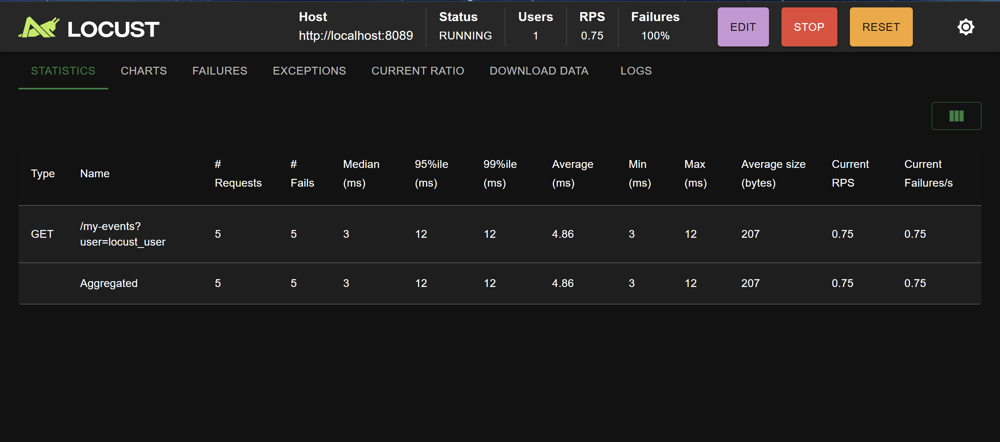 LOCUST
Host
http://localhost:8089
Status
RUNNING
Users
1
RPS
0.75
Failures
100%
EDIT
STOP
RESET
STATISTICS CHARTS FAILURES EXCEPTIONS CURRENT RATIO DOWNLOAD DATA LOGS
Type Name # Requests # Fails Median (ms) 95%ile (ms) 99%ile (ms) Average (ms) Min (ms) Max (ms) Average size (bytes) Current RPS Current Failures/s
GET /my-events?user=locust_user 5 5 3 12 12 4.86 3 12 207 0.75 0.75
Aggregated 5 5 3 12 12 4.86 3 12 207 0.75 0.75